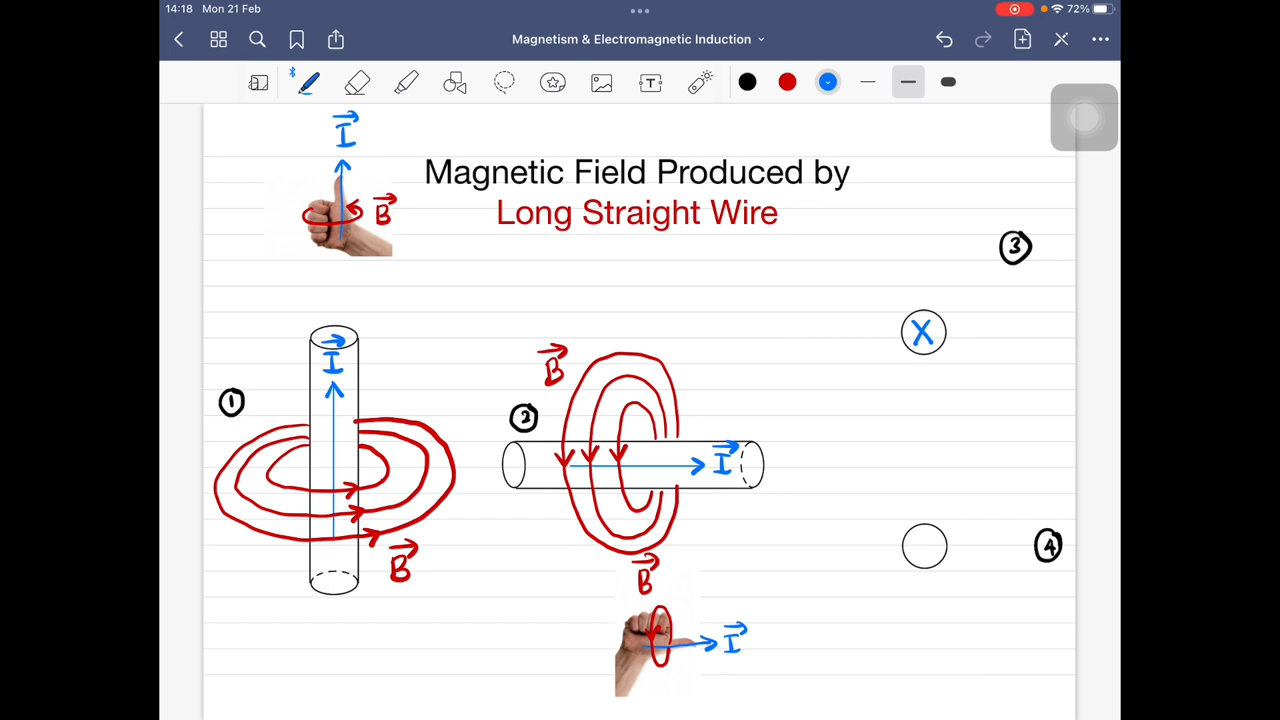 14:18 Mon 21 Feb
72%
Magnetism & Electromagnetic Induction
T
I
Magnetic Field Produced by
B
Long Straight Wire
3
X
I
B
1
2
I
B
4
B
I